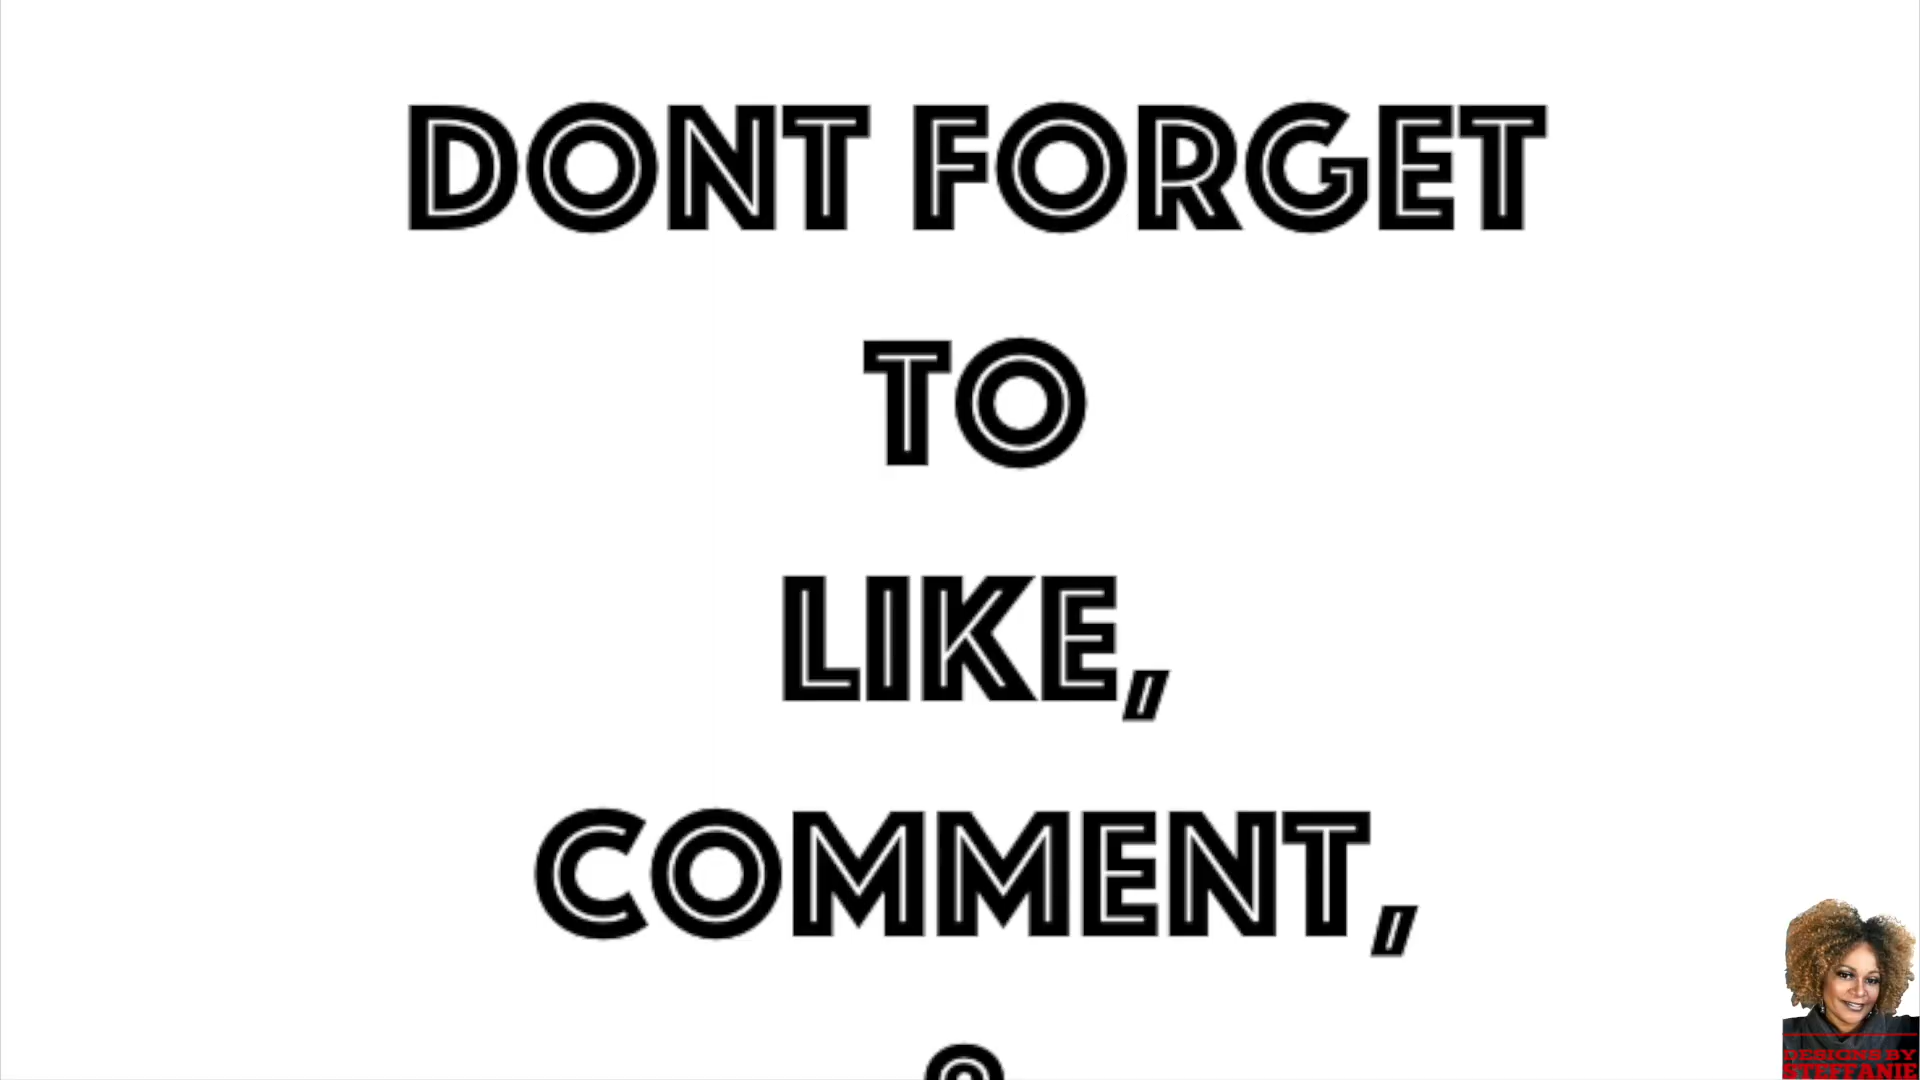 DONT FORGET
TO
LIKE,
COMMENT,
DESIGNS BY
STEFFANIE